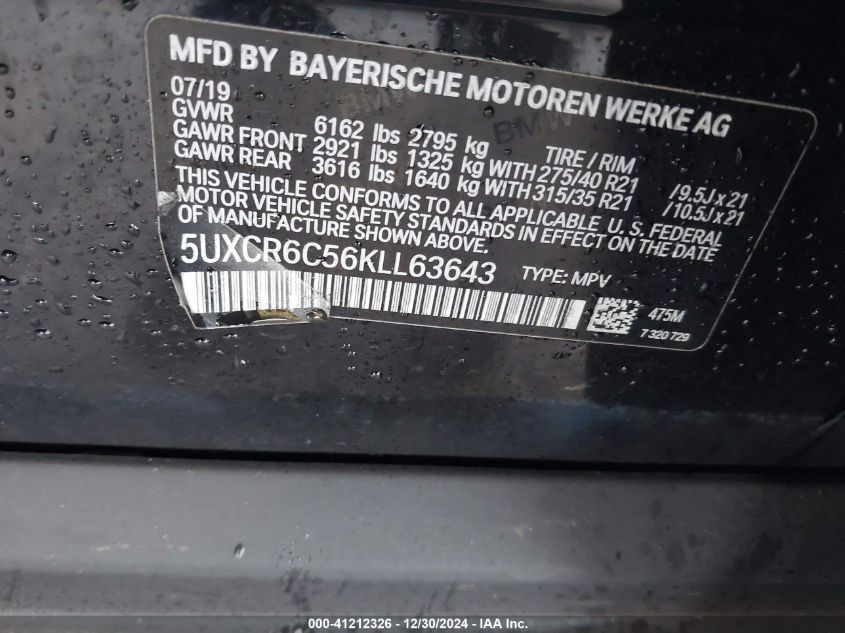 MFD BY BAYERISCHE MOTOREN WERKE AG
07/19
GVWR 6162 lbs 2795 kg TIRE / RIM
GAWR FRONT 2921 lbs 1325 kg WITH 275/40 R21 /9.5J x 21
GAWR REAR 3616 lbs 1640 kg WITH 315/35 R21 /10.5J x 21
THIS VEHICLE CONFORMS TO ALL APPLICABLE U. S. FEDERAL
MOTOR VEHICLE SAFETY STANDARDS IN EFFECT ON THE DATE
OF MANUFACTURE SHOWN ABOVE.
5UXCR6C56KLL63643 TYPE: MPV
475M
7 320 729
000-41212326 - 12/30/2024 - IAA Inc.